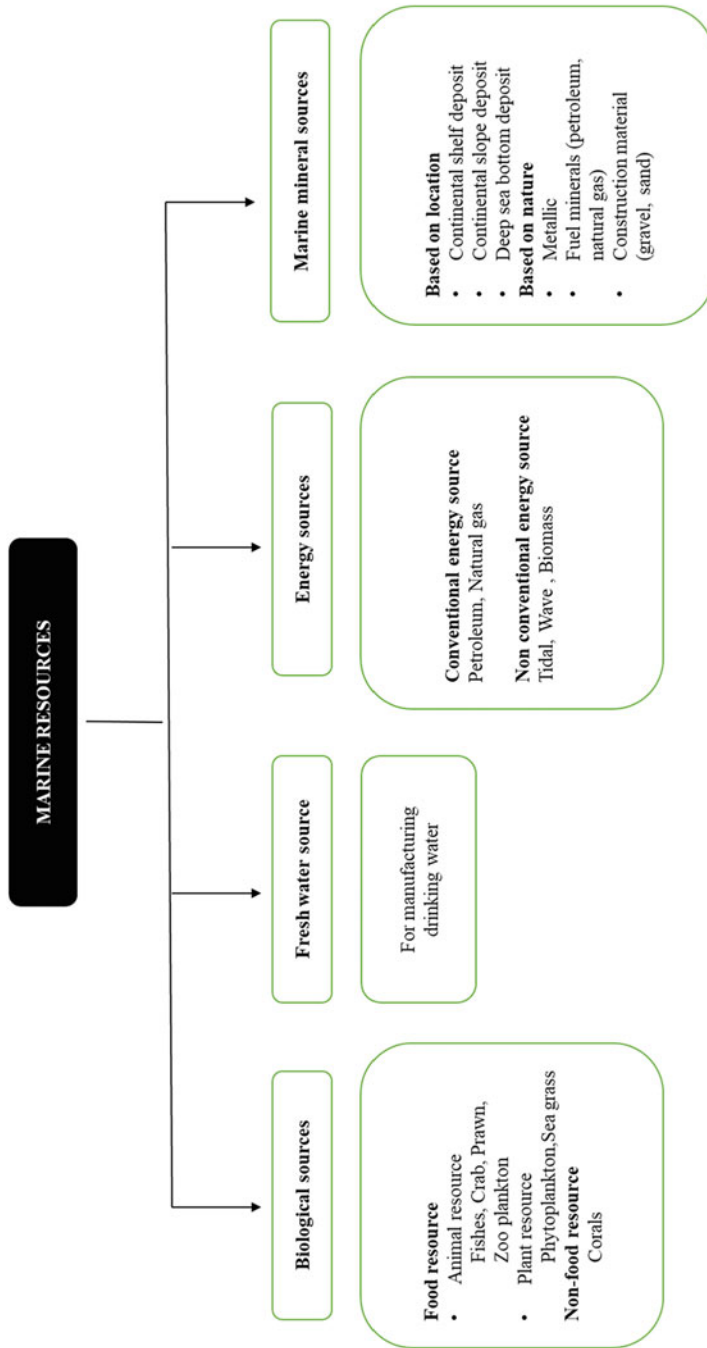 MARINE RESOURCES
Biological sources
Food resource
• Animal resource
Fishes, Crab, Prawn,
Zoo plankton
• Plant resource
Phytoplankton,Sea grass
Non-food resource
Corals
Fresh water source
For manufacturing
drinking water
Energy sources
Conventional energy source
Petroleum, Natural gas
Non conventional energy source
Tidal, Wave , Biomass
Marine mineral sources
Based on location
• Continental shelf deposit
• Continental slope deposit
• Deep sea bottom deposit
Based on nature
• Metallic
• Fuel minerals (petroleum,
natural gas)
• Construction material
(gravel, sand)